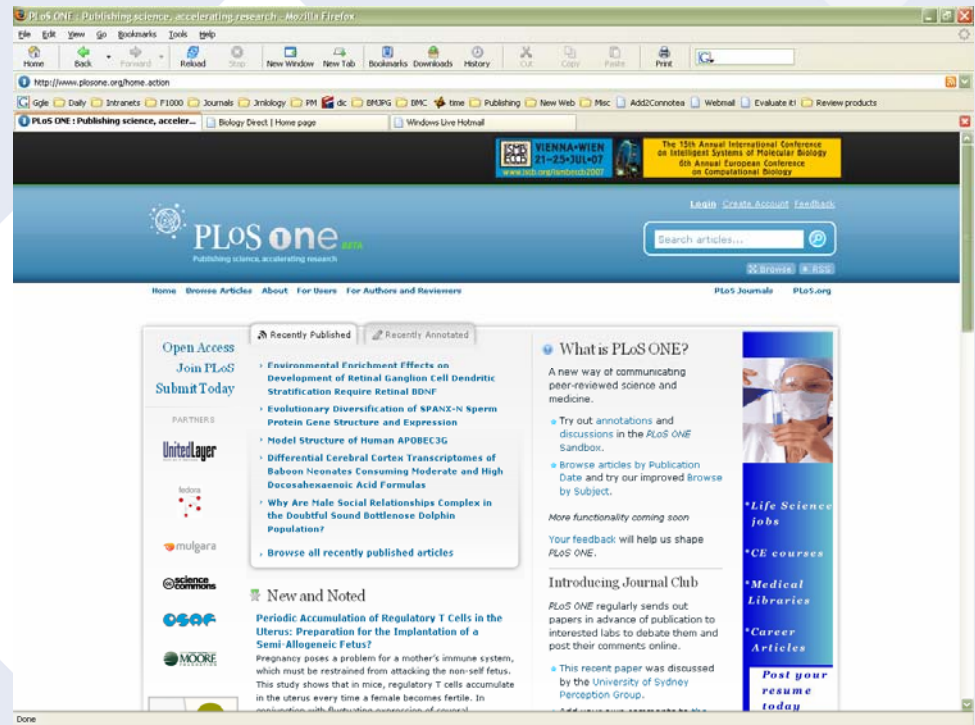 PLoS ONE : Publishing science, accelerating research - Mozilla Firefox
File Edit View Go Bookmarks Tools Help
Home Back Forward Reload Stop New Window New Tab Bookmarks Downloads History Cut Copy Paste Print
http://www.plosone.org/home.action
Ggle Daily Intranets F1000 Journals Jrnlology PM dc BMJPG BMC time Publishing New Web Misc Add2Connotea Webmail Evaluate it! Review products
PLoS ONE : Publishing science, acceler... Biology Direct | Home page Windows Live Hotmail
VIENNA•WIEN
21-25•JUL•07
www.iscb.org/ismbeccb2007
The 15th Annual International Conference
on Intelligent Systems of Molecular Biology
6th Annual European Conference
on Computational Biology
Login Create Account Feedback
PLoS one BETA
Publishing science, accelerating research
Search articles...
Browse RSS
Home Browse Articles About For Users For Authors and Reviewers PLoS Journals PLoS.org
Open Access
Join PLoS
Submit Today
PARTNERS
UnitedLayer
fedora
mulgara
science
commons
OSAF
MOORE
Recently Published Recently Annotated
Environmental Enrichment Effects on
Development of Retinal Ganglion Cell Dendritic
Stratification Require Retinal BDNF
Evolutionary Diversification of SPANX-N Sperm
Protein Gene Structure and Expression
Model Structure of Human APOBEC3G
Differential Cerebral Cortex Transcriptomes of
Baboon Neonates Consuming Moderate and High
Docosahexaenoic Acid Formulas
Why Are Male Social Relationships Complex in
the Doubtful Sound Bottlenose Dolphin
Population?
Browse all recently published articles
New and Noted
Periodic Accumulation of Regulatory T Cells in the
Uterus: Preparation for the Implantation of a
Semi-Allogeneic Fetus?
Pregnancy poses a problem for a mother's immune system,
which must be restrained from attacking the non-self fetus.
This study shows that in mice, regulatory T cells accumulate
in the uterus every time a female becomes fertile. In
conjunction with fluctuating expression of several
What is PLoS ONE?
A new way of communicating
peer-reviewed science and
medicine.
Try out annotations and
discussions in the PLoS ONE
Sandbox.
Browse articles by Publication
Date and try our improved Browse
by Subject.
More functionality coming soon
Your feedback will help us shape
PLoS ONE.
Introducing Journal Club
PLoS ONE regularly sends out
papers in advance of publication to
interested labs to debate them and
post their comments online.
This recent paper was discussed
by the University of Sydney
Perception Group.
Add your own comments to the
*Life Science
jobs
*CE courses
*Medical
Libraries
*Career
Articles
Post your
resume
today
Done